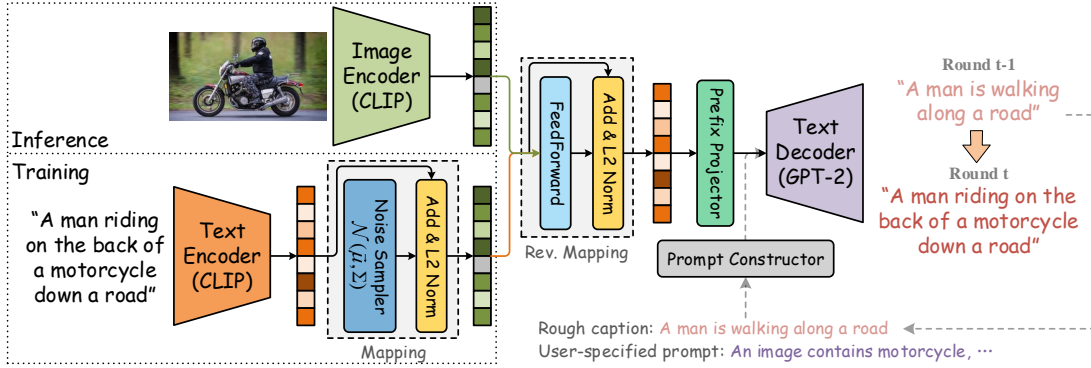 Image
Encoder
(CLIP)
Inference
Training
“A man riding
on the back of
a motorcycle
down a road”
Text
Encoder
(CLIP)
Noise Sampler
𝒩(μ⃗,Σ)
Add & L2 Norm
Mapping
FeedForward
Add & L2 Norm
Rev. Mapping
Prefix Projector
Text
Decoder
(GPT-2)
Prompt Constructor
Round t-1
“A man is walking
along a road”
Round t
“A man riding on the
back of a motorcycle
down a road”
Rough caption: A man is walking along a road
User-specified prompt: An image contains motorcycle, ⋯